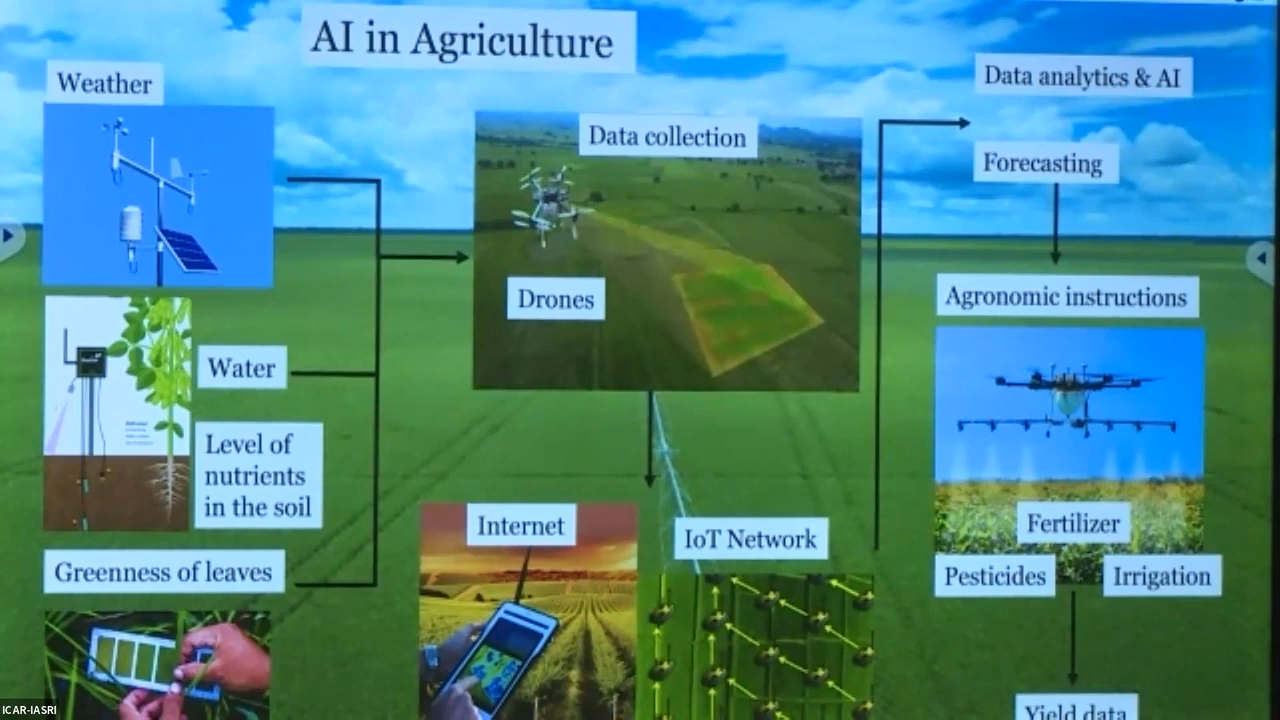 AI in Agriculture
Weather
Water
Level of
nutrients
in the soil
Greenness of leaves
Data collection
Drones
Internet
IoT Network
Data analytics & AI
Forecasting
Agronomic instructions
Fertilizer
Pesticides
Irrigation
Yield data
ICAR-IASRI